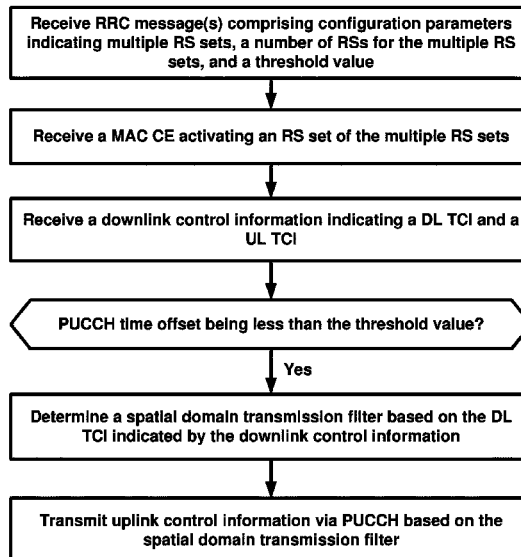 Receive RRC message(s) comprising configuration parameters
indicating multiple RS sets, a number of RSs for the multiple RS
sets, and a threshold value
Receive a MAC CE activating an RS set of the multiple RS sets
Receive a downlink control information indicating a DL TCI and a
UL TCI
PUCCH time offset being less than the threshold value?
Yes
Determine a spatial domain transmission filter based on the DL
TCI indicated by the downlink control information
Transmit uplink control information via PUCCH based on the
spatial domain transmission filter